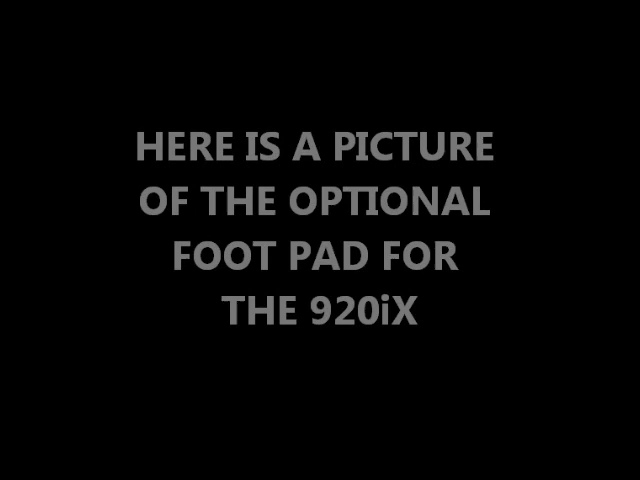 HERE IS A PICTURE
OF THE OPTIONAL
FOOT PAD FOR
THE 920iX